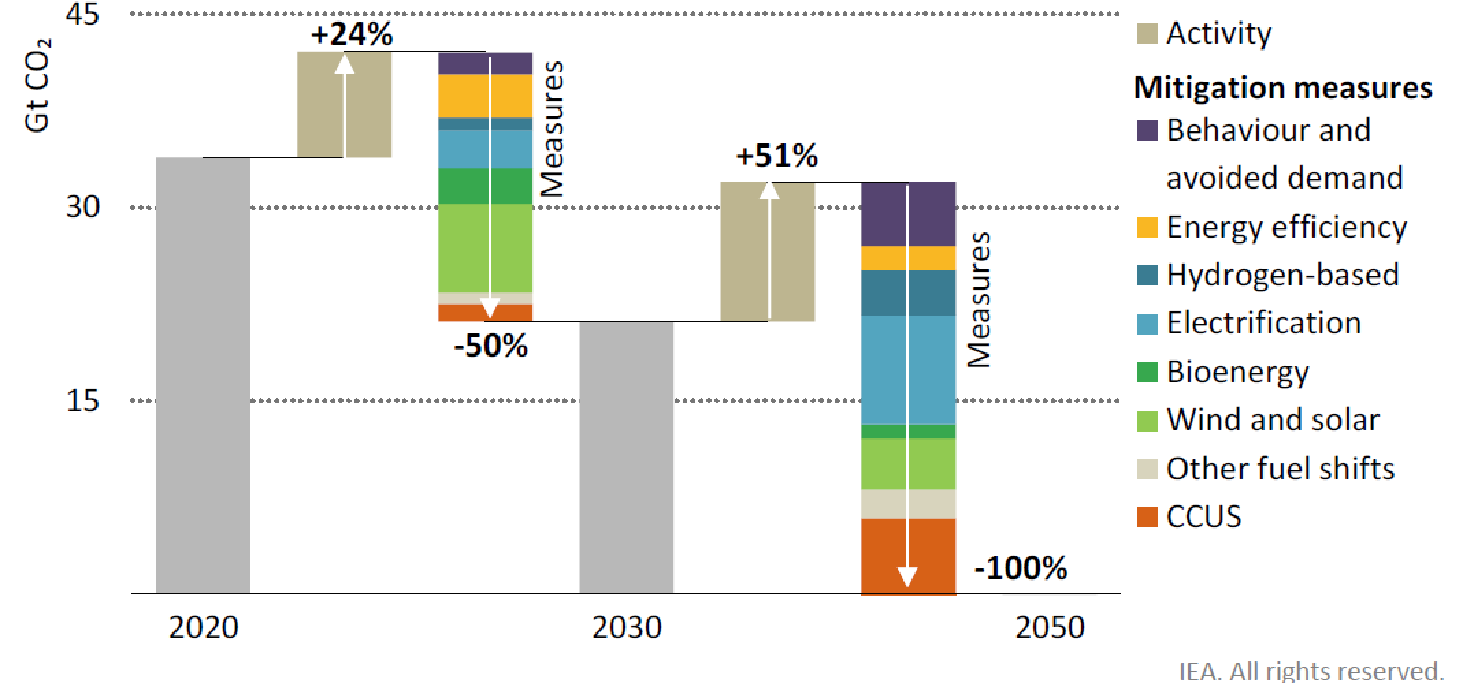 45
Gt CO₂
+24%
Measures
+51%
30
Measures
-50%
15
-100%
2020
2030
2050
Activity
Mitigation measures
Behaviour and
avoided demand
Energy efficiency
Hydrogen-based
Electrification
Bioenergy
Wind and solar
Other fuel shifts
CCUS
IEA. All rights reserved.